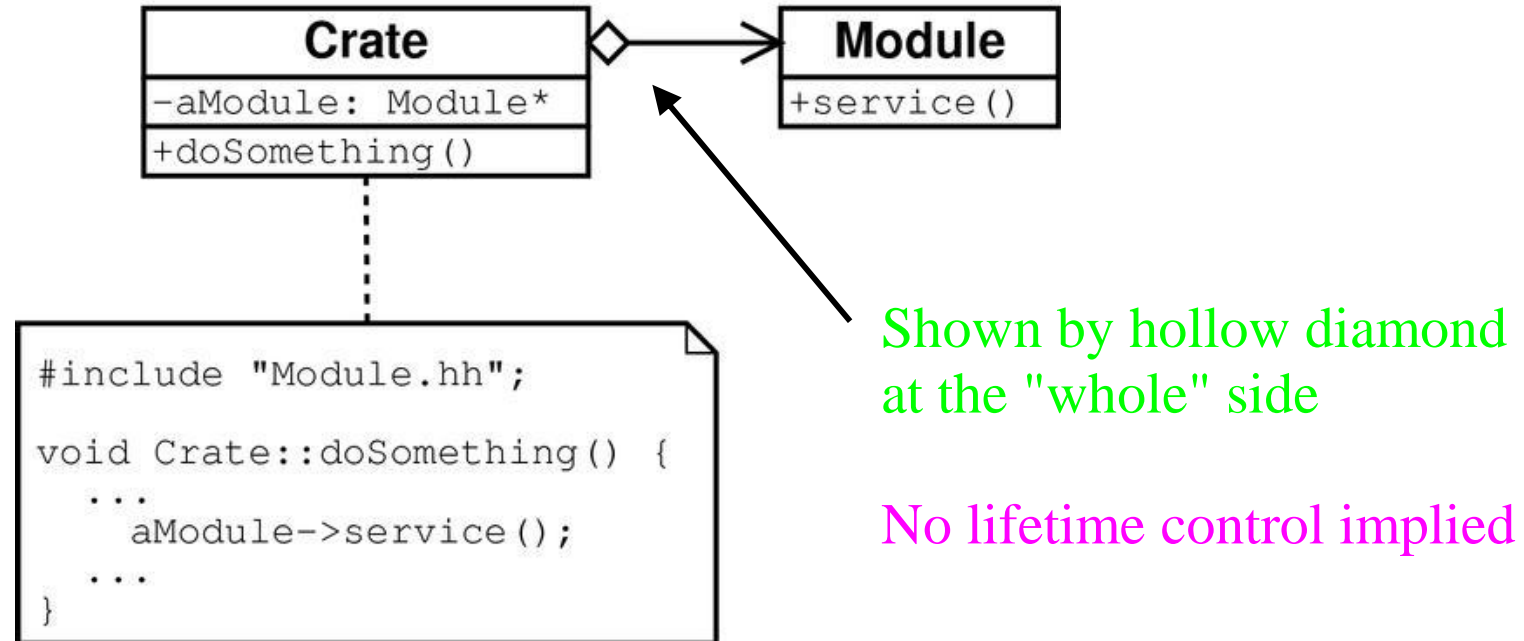 Crate
-aModule: Module*
+doSomething()
Module
+service()
#include "Module.hh";
void Crate::doSomething() {
...
aModule->service();
...
}
Shown by hollow diamond
at the "whole" side
No lifetime control implied